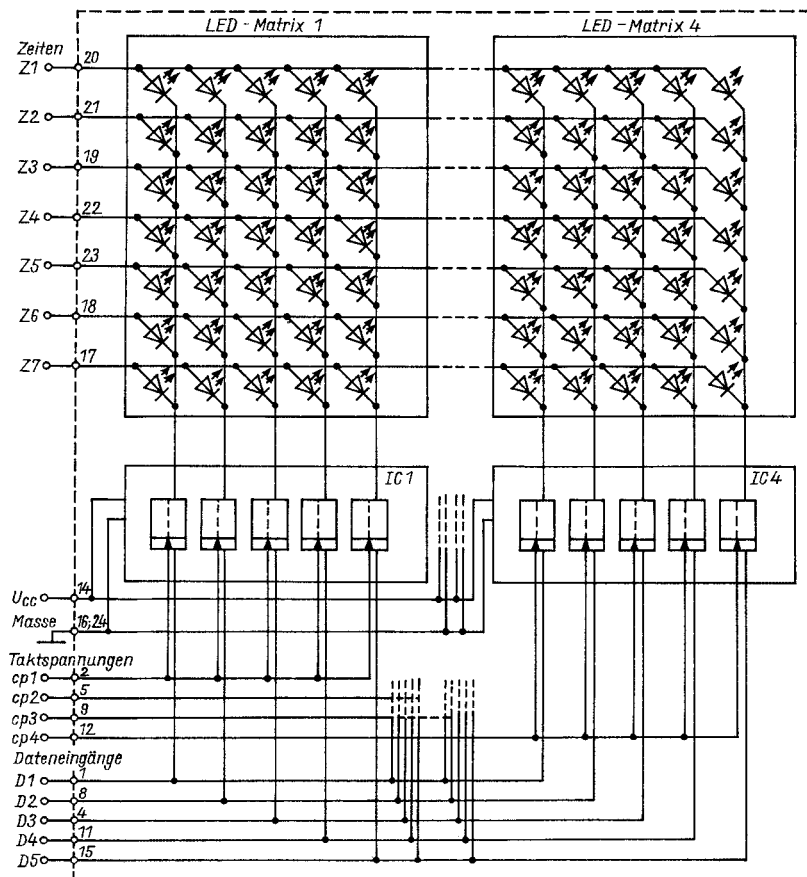 LED - Matrix 1
LED - Matrix 4
Zeiten
Z1 20
Z2 21
Z3 19
Z4 22
Z5 23
Z6 18
Z7 17
IC1
IC4
UCC 14
Masse 16,24
Taktspannungen
cp1 2
cp2 5
cp3 9
cp4 12
Dateneingänge
D1 1
D2 8
D3 4
D4 11
D5 15